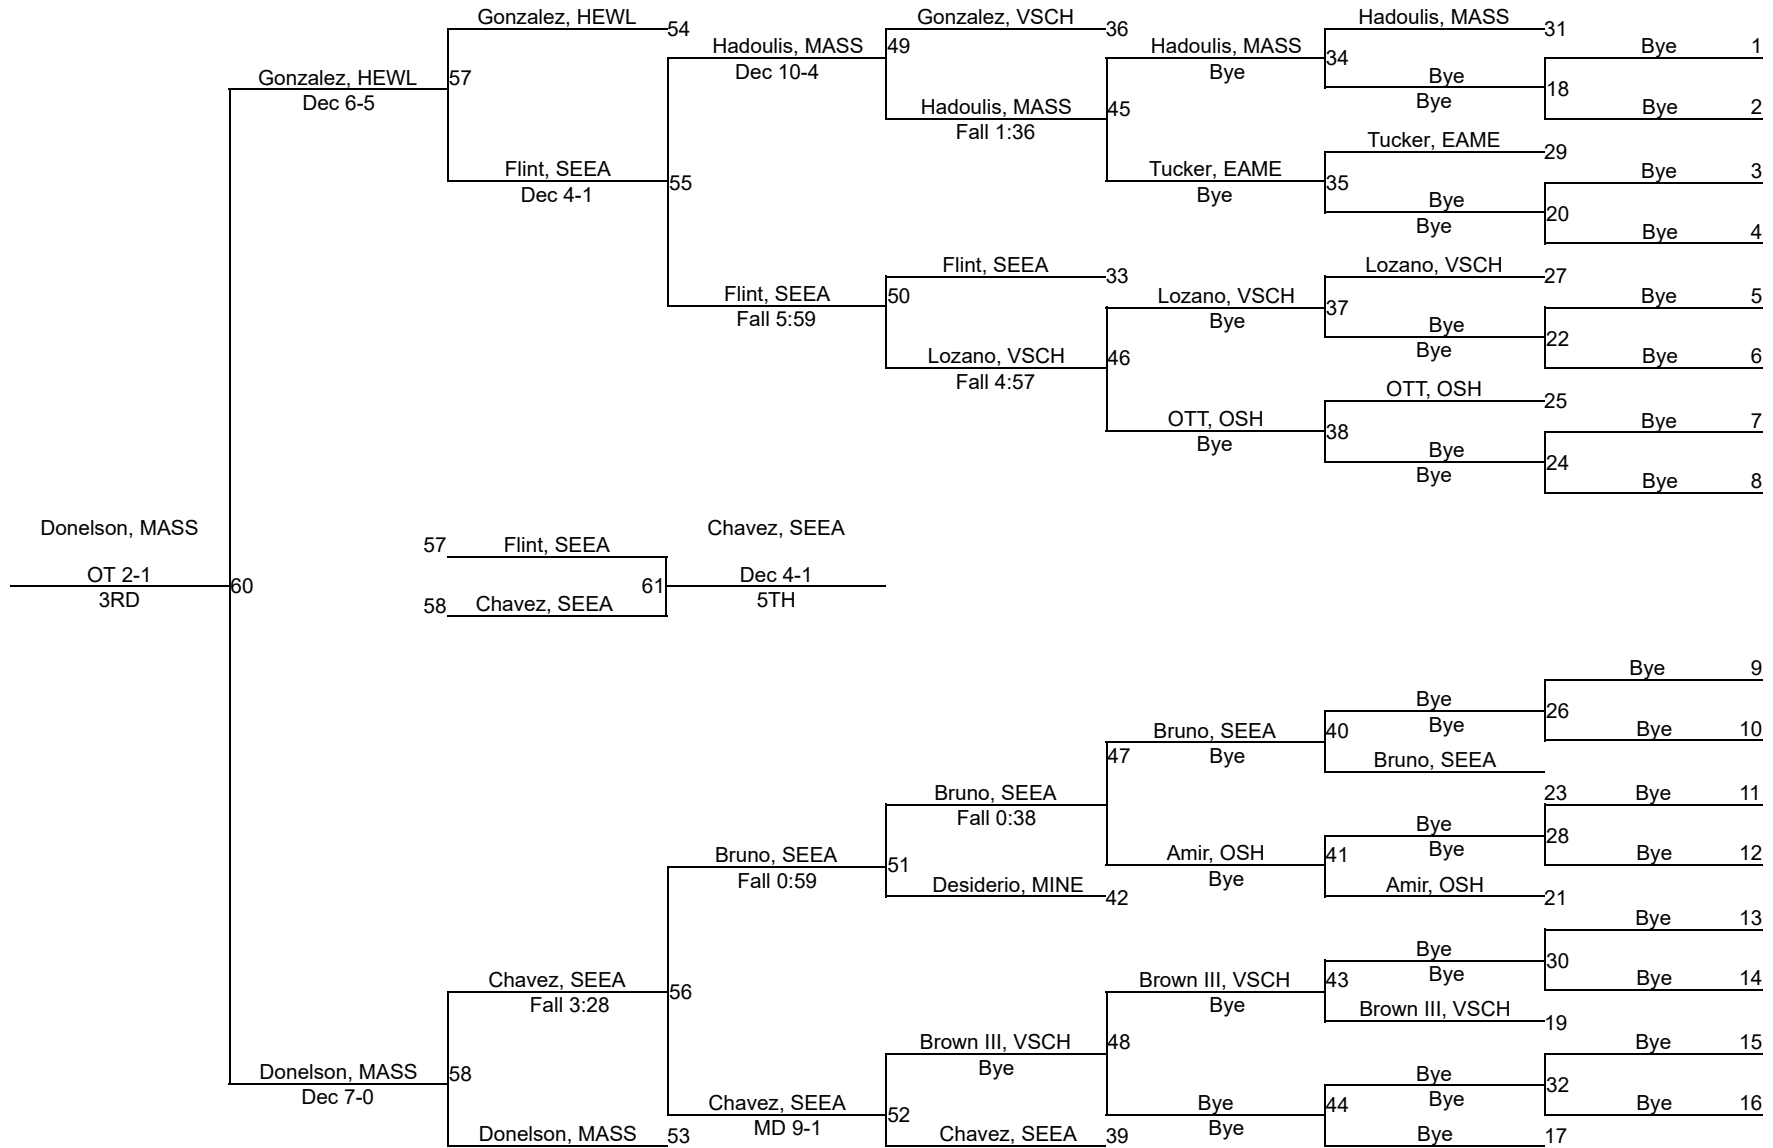 Gonzalez, HEWL 54
Gonzalez, VSCH 36
Hadoulis, MASS 31
Hadoulis, MASS 49
Dec 10-4
Hadoulis, MASS 34
Bye
Bye 1
Gonzalez, HEWL 57
Dec 6-5
Bye 18
Bye
Hadoulis, MASS 45
Fall 1:36
Bye 2
Tucker, EAME 29
Flint, SEEA 55
Dec 4-1
Tucker, EAME 35
Bye
Bye 3
Bye 20
Bye
Bye 4
Flint, SEEA 33
Lozano, VSCH 27
Flint, SEEA 50
Fall 5:59
Lozano, VSCH 37
Bye
Bye 5
Bye 22
Bye
Lozano, VSCH 46
Fall 4:57
Bye 6
OTT, OSH 25
OTT, OSH 38
Bye
Bye 7
Bye 24
Bye
Bye 8
Donelson, MASS
Chavez, SEEA
57 Flint, SEEA
OT 2-1 60
3RD
61 Dec 4-1
5TH
58 Chavez, SEEA
Bye 9
Bye 26
Bye
Bruno, SEEA 40
Bye
Bye 10
47
Bruno, SEEA
23 Bye 11
Bruno, SEEA
Fall 0:38
Bye 28
Bye
Bruno, SEEA 51
Fall 0:59
Amir, OSH 41
Bye
Bye 12
Desiderio, MINE 42
Amir, OSH 21
Bye 13
Bye 30
Bye
Chavez, SEEA 56
Fall 3:28
Brown III, VSCH 43
Bye
Bye 14
Brown III, VSCH 19
Brown III, VSCH 48
Bye
Bye 15
Donelson, MASS 58
Dec 7-0
Bye 32
Bye
Chavez, SEEA 52
MD 9-1
Bye 44
Bye
Bye 16
Donelson, MASS 53
Chavez, SEEA 39
Bye 17